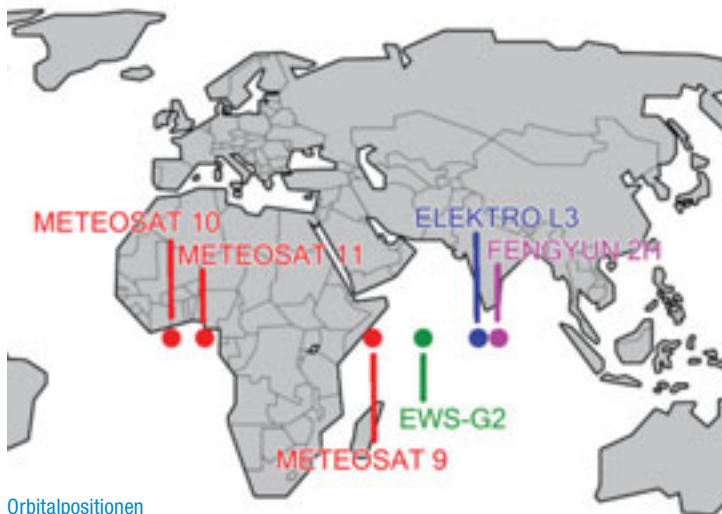 METEOSAT 10
ELEKTRO L3
METEOSAT 11
FENGYUN 2H
EWS-G2
METEOSAT 9
Orbitalpositionen